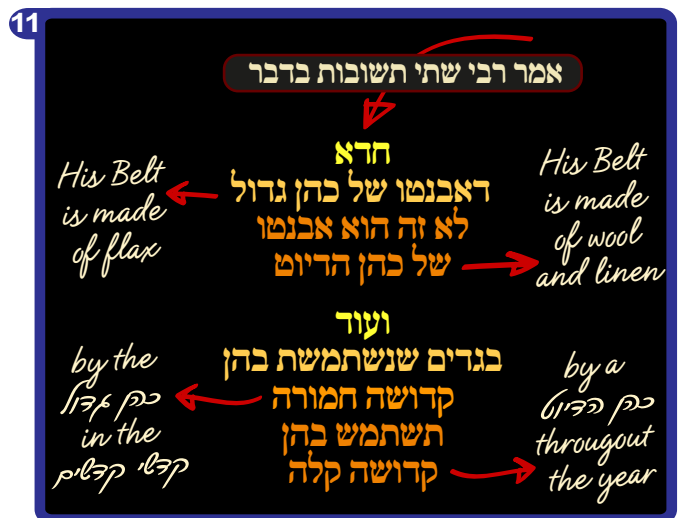 11
אמר רבי שתי תשובות בדבר
חדא
דאבנטו של כהן גדול
לא זה הוא אבנטו
של כהן הדיוט
His Belt
is made
of flax
His Belt
is made
of wool
and linen
ועוד
בגדים שנשתמשת בהן
קדושה חמורה
תשתמש בהן
קדושה קלה
by the
כהן גדול
in the
קדשי קדשים
by a
כהן הדיוט
througout
the year